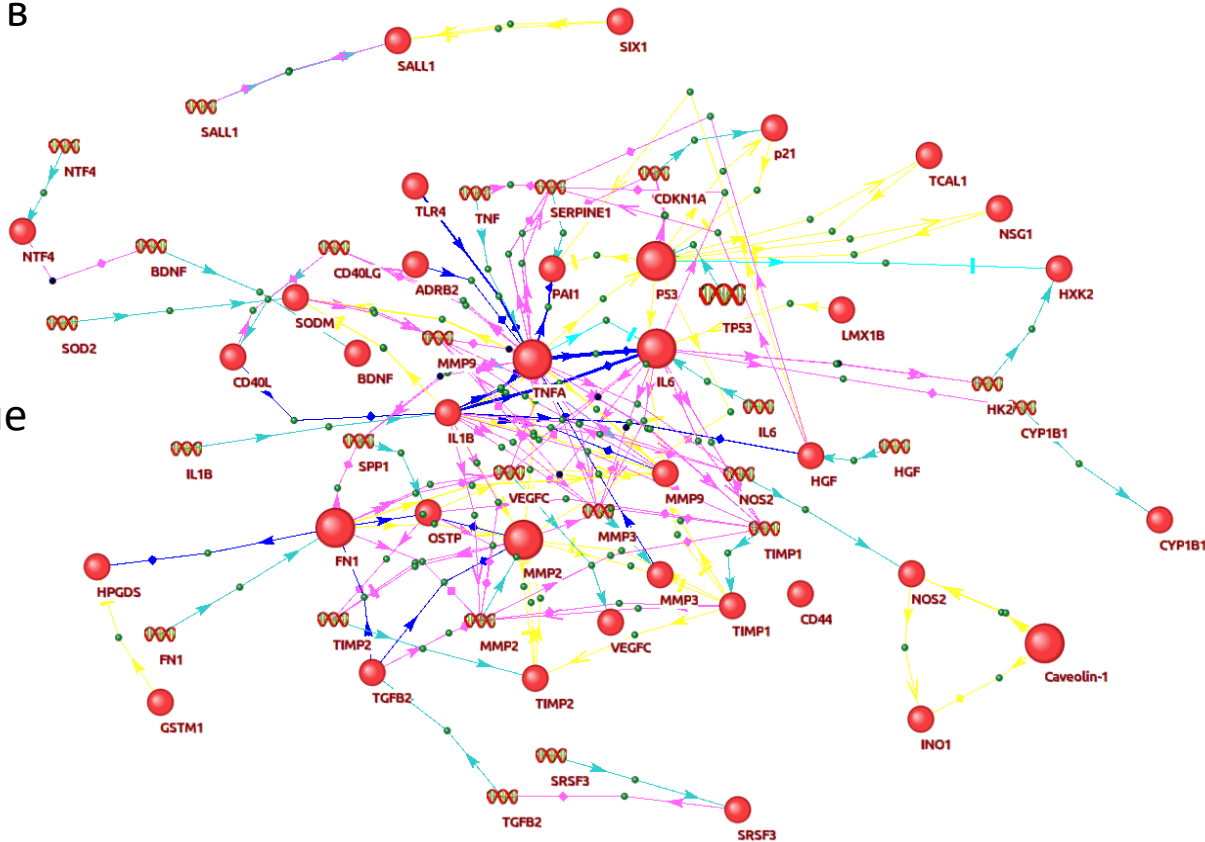 B
SIX1
SALL1
SALL1
p21
NTF4
TCAL1
CDKN1A
TLR4
TNF
SERPINE1
NSG1
NTF4
BDNF
CD40LG
ADRB2
PAI1
P53
HXK2
SODM
TP53
LMX1B
SOD2
MMP9
CD40L
BDNF
TNFA
IL6
HK2
ue
IL1B
IL6
CYP1B1
IL1B
SPP1
HGF
HGF
VEGFC
MMP9
NOS2
FN1
OSTP
MMP3
TIMP1
CYP1B1
MMP2
HPGDS
MMP3
NOS2
TIMP1
CD44
FN1
TIMP2
MMP2
VEGFC
Caveolin-1
TGFB2
TIMP2
GSTM1
INO1
SRSF3
TGFB2
SRSF3